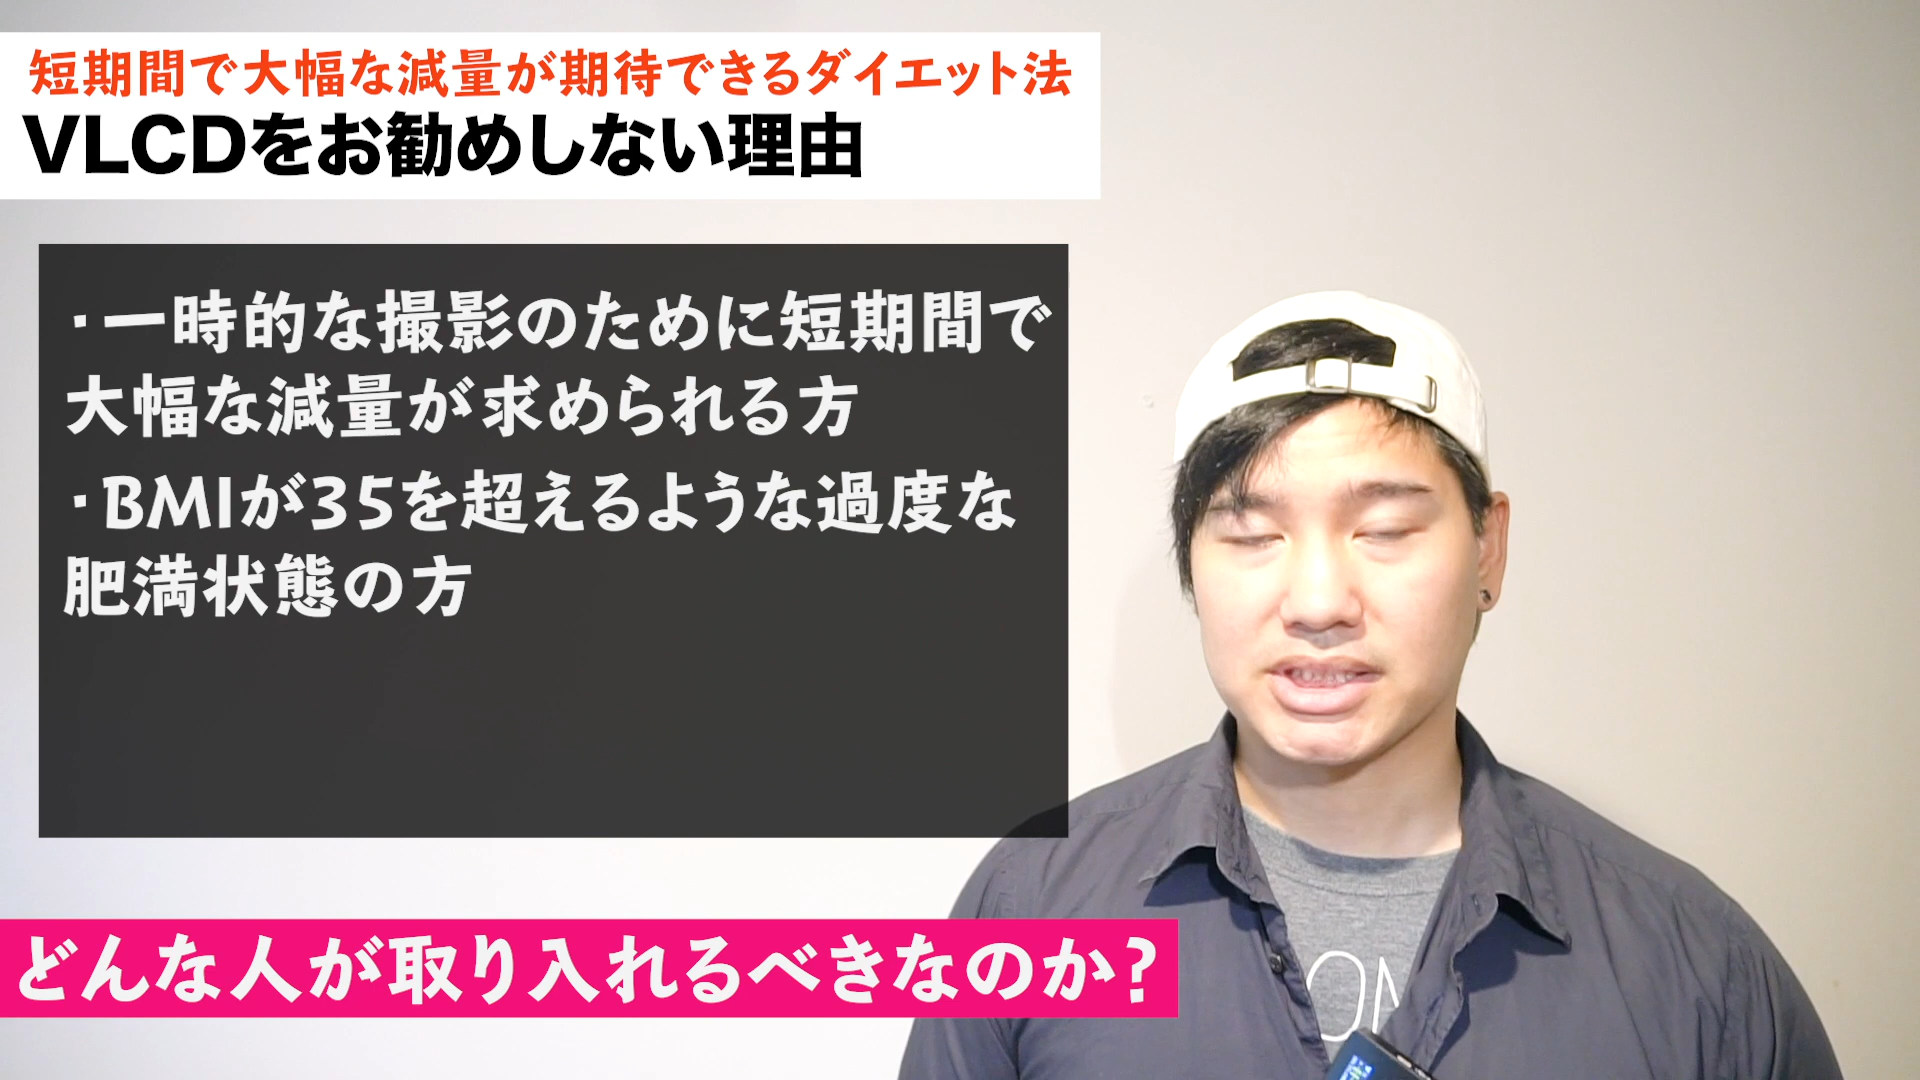 短期間で大幅な減量が期待できるダイエット法
VLCDをお勧めしない理由
・一時的な撮影のために短期間で
大幅な減量が求められる方
・BMIが35を超えるような過度な
肥満状態の方
どんな人が取り入れるべきなのか?